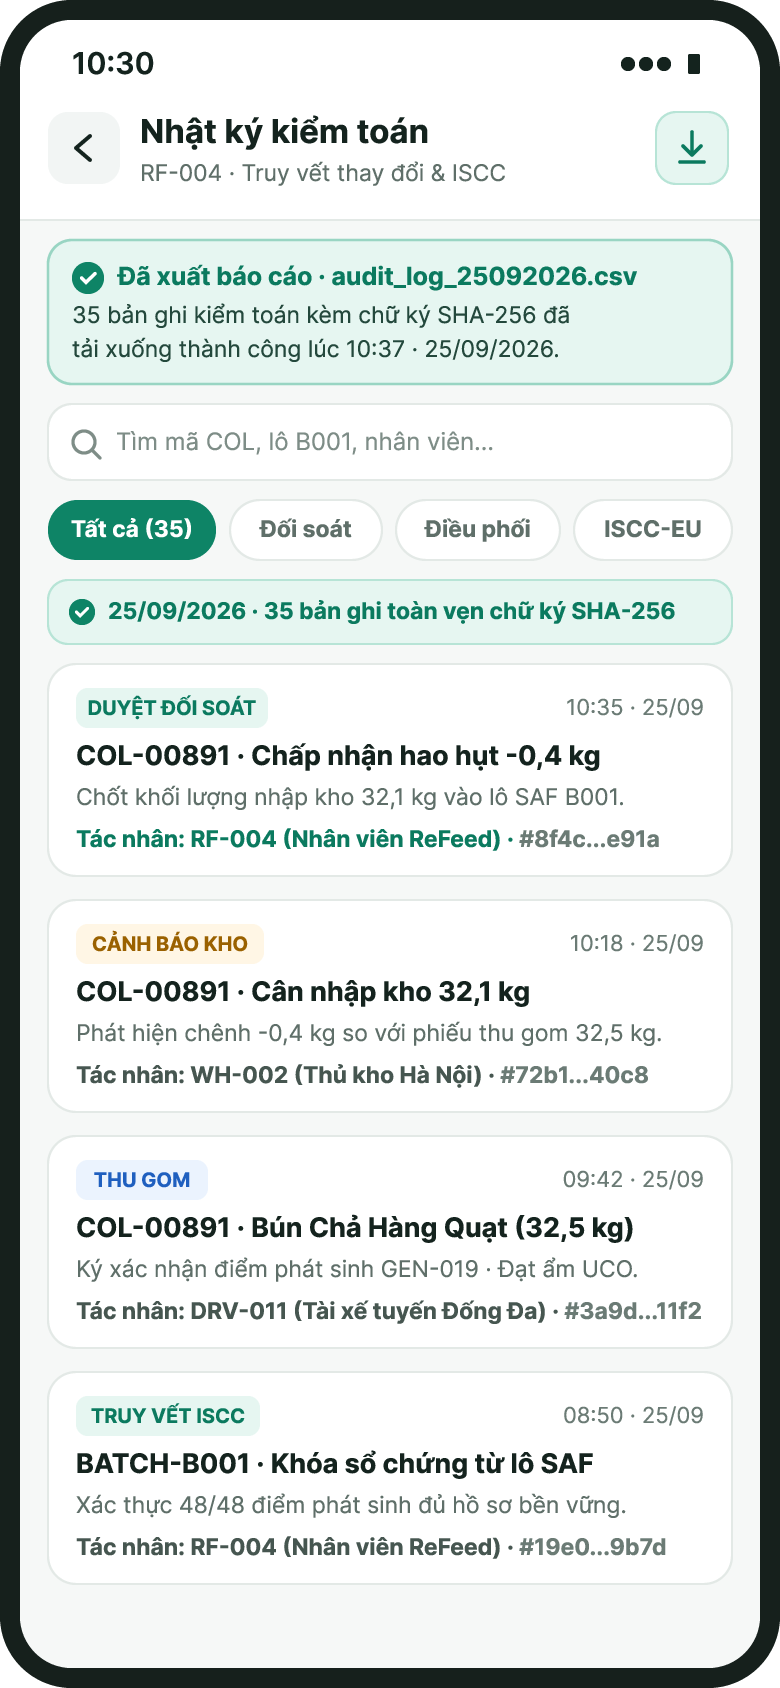 10:30
Nhật ký kiểm toán
RF-004 · Truy vết thay đổi & ISCC
Đã xuất báo cáo · audit_log_25092026.csv
35 bản ghi kiểm toán kèm chữ ký SHA-256 đã
tải xuống thành công lúc 10:37 · 25/09/2026.
Tìm mã COL, lô B001, nhân viên...
Tất cả (35) Đối soát Điều phối ISCC-EU
25/09/2026 · 35 bản ghi toàn vẹn chữ ký SHA-256
DUYỆT ĐỐI SOÁT 10:35 · 25/09
COL-00891 · Chấp nhận hao hụt -0,4 kg
Chốt khối lượng nhập kho 32,1 kg vào lô SAF B001.
Tác nhân: RF-004 (Nhân viên ReFeed) · #8f4c...e91a
CẢNH BÁO KHO 10:18 · 25/09
COL-00891 · Cân nhập kho 32,1 kg
Phát hiện chênh -0,4 kg so với phiếu thu gom 32,5 kg.
Tác nhân: WH-002 (Thủ kho Hà Nội) · #72b1...40c8
THU GOM 09:42 · 25/09
COL-00891 · Bún Chả Hàng Quạt (32,5 kg)
Ký xác nhận điểm phát sinh GEN-019 · Đạt ẩm UCO.
Tác nhân: DRV-011 (Tài xế tuyến Đống Đa) · #3a9d...11f2
TRUY VẾT ISCC 08:50 · 25/09
BATCH-B001 · Khóa sổ chứng từ lô SAF
Xác thực 48/48 điểm phát sinh đủ hồ sơ bền vững.
Tác nhân: RF-004 (Nhân viên ReFeed) · #19e0...9b7d